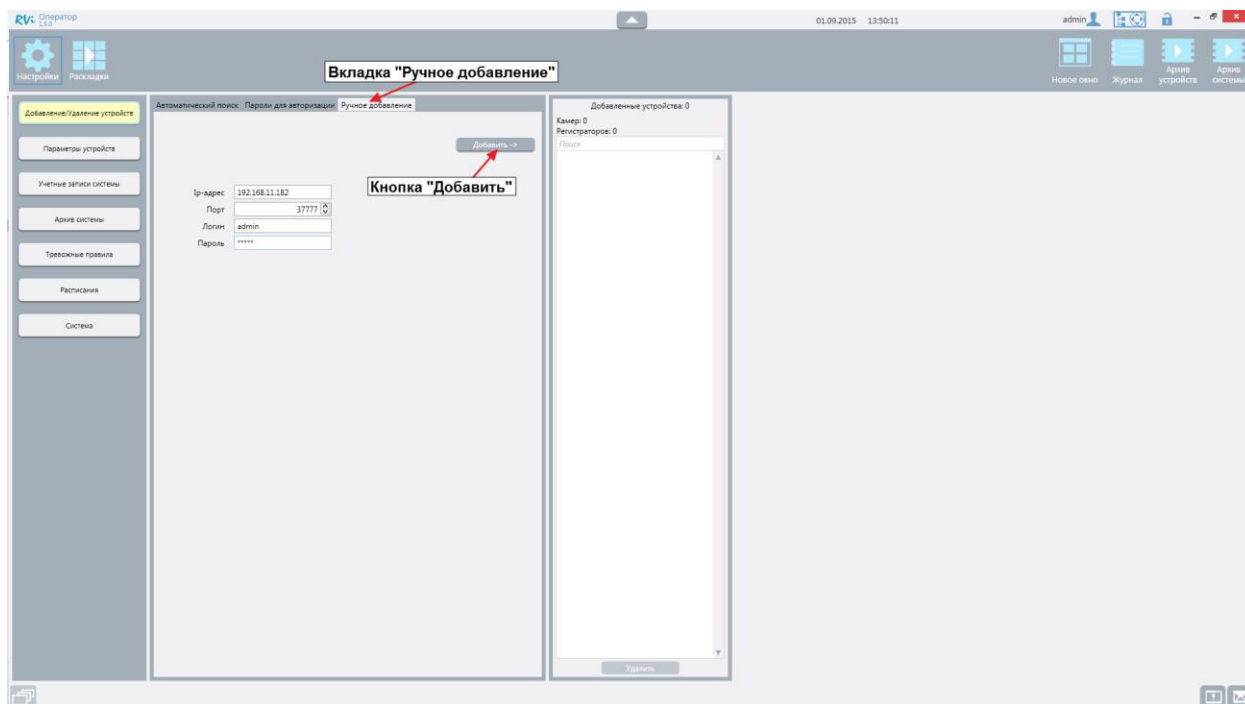 RVi Оператор
1.5.0
01.09.2015 13:50:11
admin
Настройки
Раскладки
Новое окно
Журнал
Архив устройств
Архив системы
Вкладка "Ручное добавление"
Добавление/Удаление устройств
Параметры устройств
Учетные записи системы
Архив системы
Тревожные правила
Расписания
Система
Автоматический поиск Пароли для авторизации Ручное добавление
Добавить ->
Кнопка "Добавить"
Ip-адрес 192.168.11.182
Порт 37777
Логин admin
Пароль *****
Добавленные устройства: 0
Камер: 0
Регистраторов: 0
Поиск
Удалить